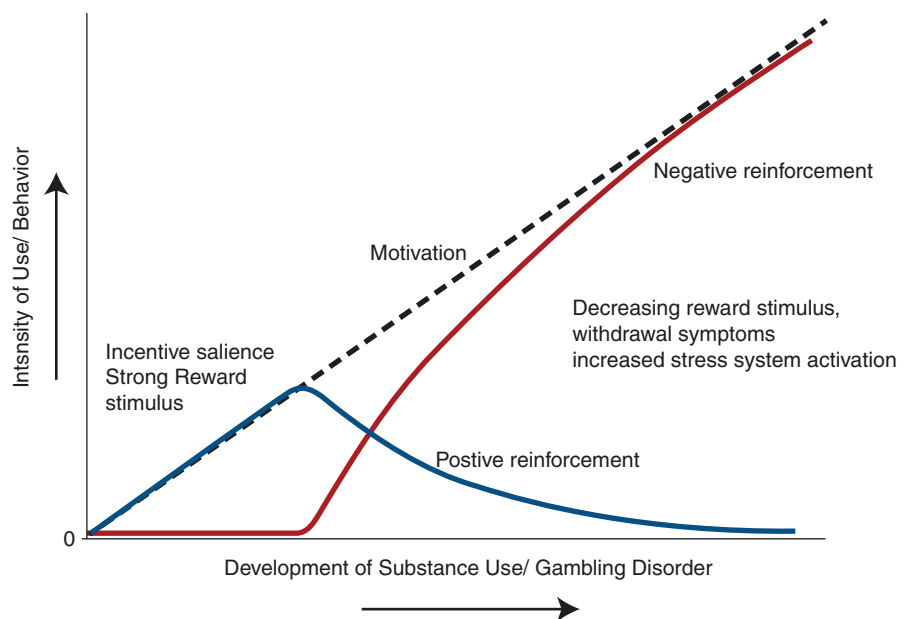 Intsnsity of Use/ Behavior
Motivation
Negative reinforcement
Incentive salience
Strong Reward
stimulus
Decreasing reward stimulus,
withdrawal symptoms
increased stress system activation
Postive reinforcement
0
Development of Substance Use/ Gambling Disorder